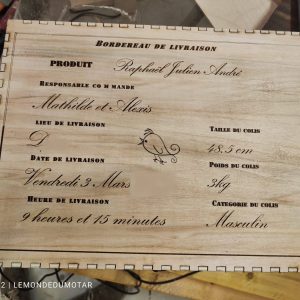 Bordereau de livraison
PRODUIT Raphaël Julien André
Responsable co m mande
Mathilde et Alexis
lieu de livraison Taille du colis
D 48.5 cm
Date de livraison Poids du colis
Vendredi 3 Mars 3kg
Heure de livraison Categorie du colis
9 heures et 15 minutes Masculin
2 | LEMONDEDUMOTAR